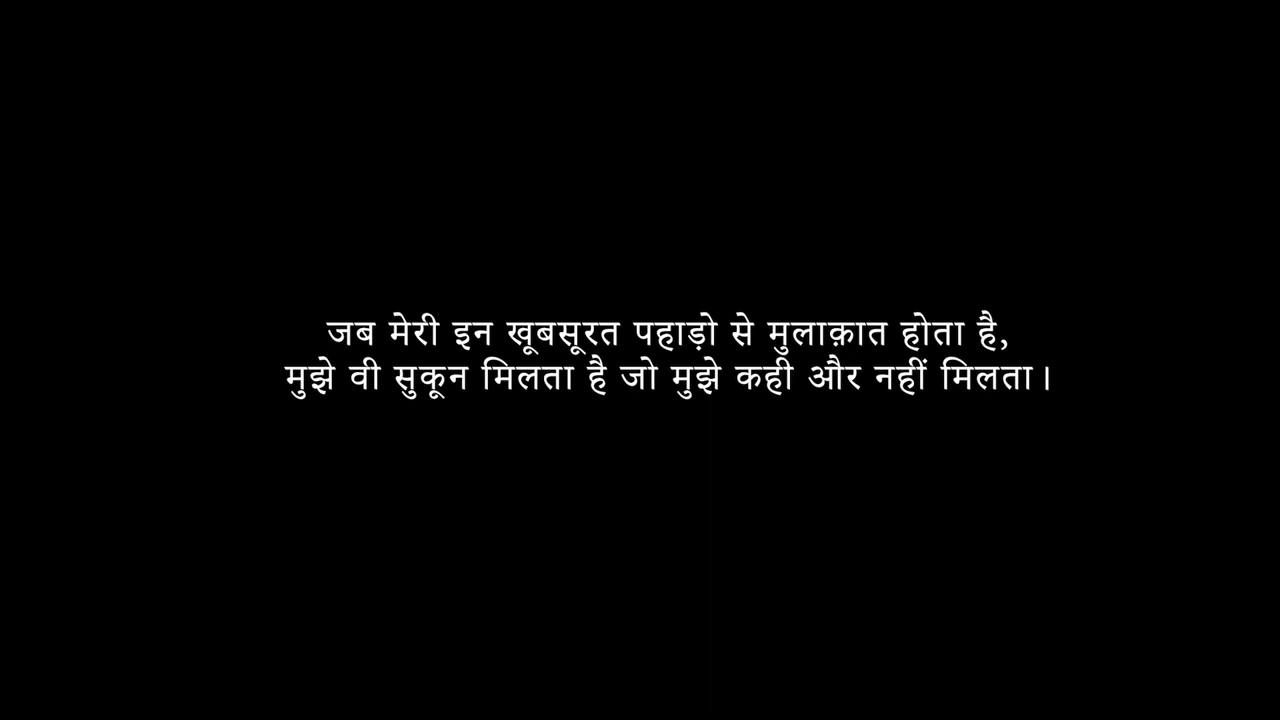 जब मेरी इन खूबसूरत पहाड़ो से मुलाक़ात होता है,
मुझे वी सुकून मिलता है जो मुझे कही और नहीं मिलता।